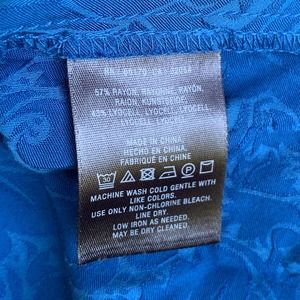 57% RAYON, RAYONNE, RAYON,
RAION, KUNSTSEIDE
43% LYOCELL, LYOCELL, LYOCELL,
LYOCELL, LYOCELL
MADE IN CHINA
HECHO EN CHINA
FABRIQUÉ EN CHINE
30
MACHINE WASH COLD GENTLE WITH
LIKE COLORS.
USE ONLY NON-CHLORINE BLEACH.
LINE DRY.
LOW IRON AS NEEDED.
MAY BE DRY CLEANED.